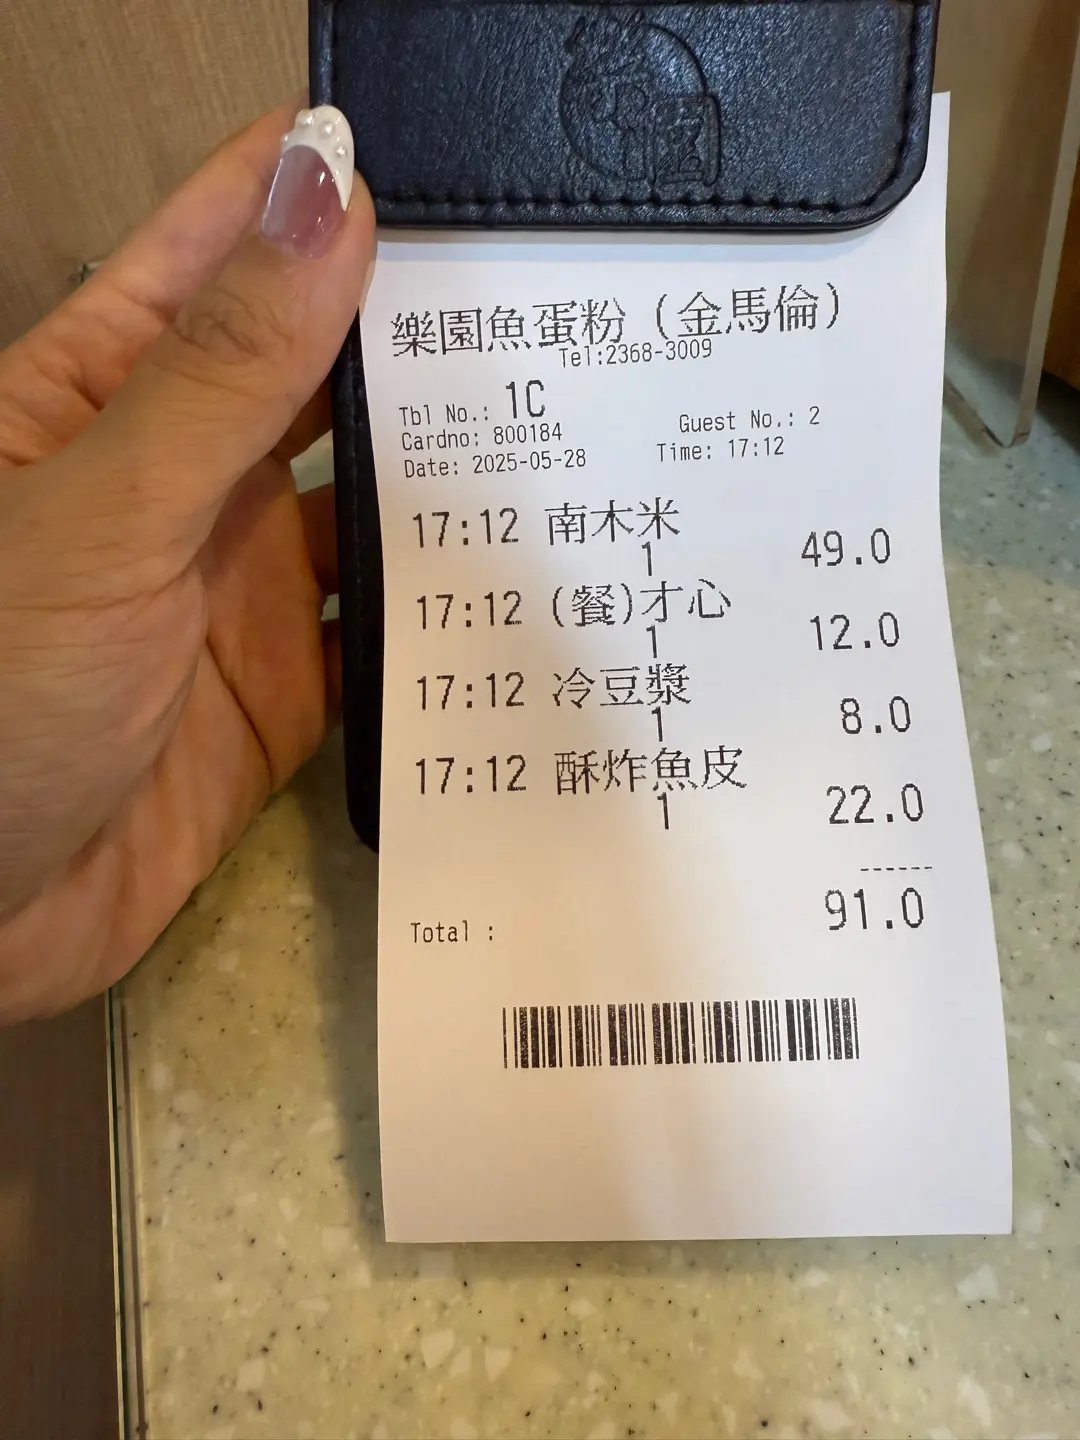 樂園魚蛋粉（金馬倫）
Tel:2368-3009
Tbl No.: 1C
Cardno: 800184 Guest No.: 2
Date: 2025-05-28 Time: 17:12
17:12 南木米
1 49.0
17:12 (餐)才心
1 12.0
17:12 冷豆漿
1 8.0
17:12 酥炸魚皮
1 22.0
------
Total : 91.0